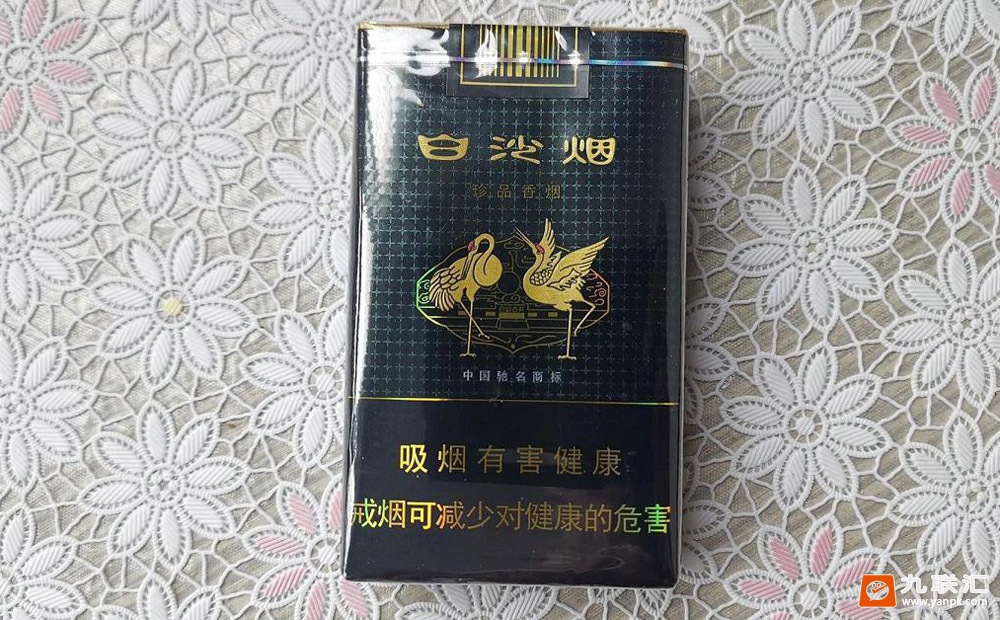 白沙烟
珍品香烟
中国驰名商标
吸烟有害健康
戒烟可减少对健康的危害
九联汇
www.yanpk.com